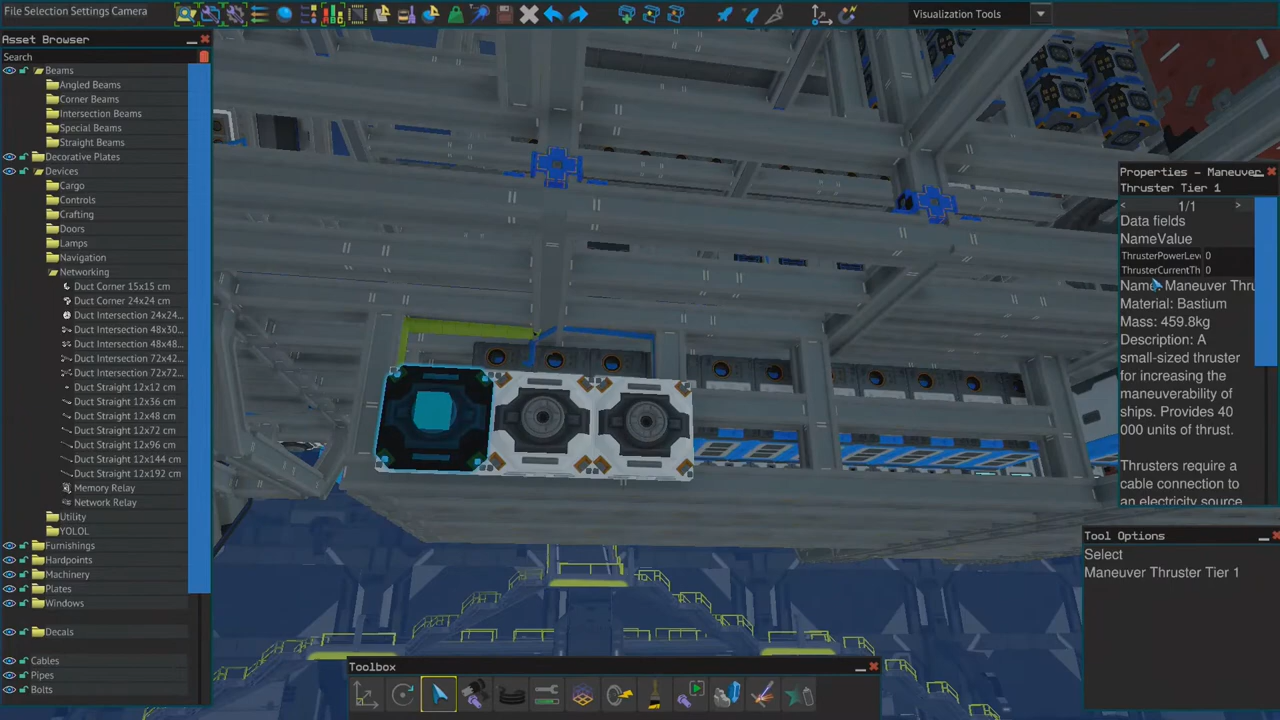 File Selection Settings Camera
Visualization Tools
Asset Browser
Search
Beams
Angled Beams
Corner Beams
Intersection Beams
Special Beams
Straight Beams
Decorative Plates
Devices
Cargo
Controls
Crafting
Doors
Lamps
Navigation
Networking
Duct Corner 15x15 cm
Duct Corner 24x24 cm
Duct Intersection 24x24...
Duct Intersection 48x30...
Duct Intersection 48x48...
Duct Intersection 72x42...
Duct Intersection 72x72...
Duct Straight 12x12 cm
Duct Straight 12x36 cm
Duct Straight 12x48 cm
Duct Straight 12x72 cm
Duct Straight 12x96 cm
Duct Straight 12x144 cm
Duct Straight 12x192 cm
Memory Relay
Network Relay
Utility
YOLOL
Furnishings
Hardpoints
Machinery
Plates
Windows
Decals
Cables
Pipes
Bolts
Properties - Maneuver
Thruster Tier 1
< 1/1 >
Data fields
NameValue
ThrusterPowerLeve 0
ThrusterCurrentTh 0
Name: Maneuver Thru
Material: Bastium
Mass: 459.8kg
Description: A
small-sized thruster
for increasing the
maneuverability of
ships. Provides 40
000 units of thrust.
Thrusters require a
cable connection to
an electricity source
Tool Options
Select
Maneuver Thruster Tier 1
Toolbox